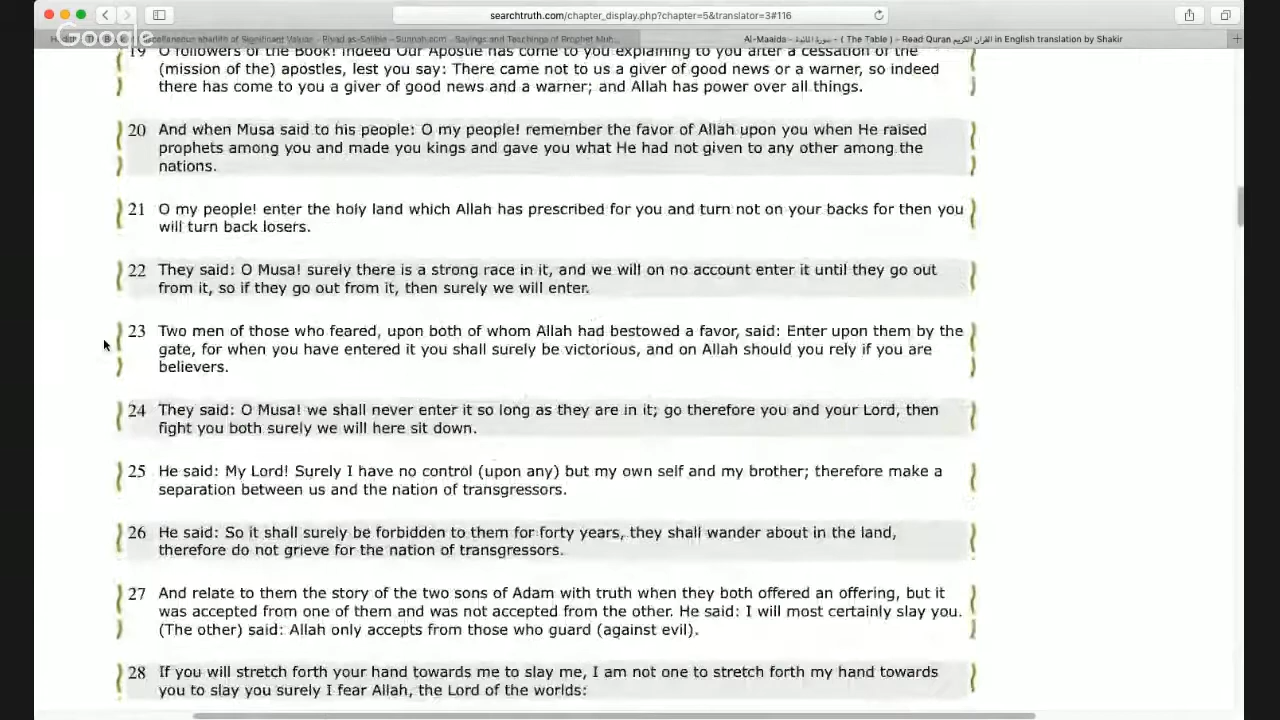 searchtruth.com/chapter_display.php?chapter=5&translator=3#116
Google
of Significant Values - Riyad as-Salihin - Sunnah.com - Sayings and Teachings of Prophet Muh...
Al-Maaida - سورة المائدة - ( The Table ) - Read Quran القرآن الكريم in English translation by Shakir
19 O followers of the Book! indeed Our Apostle has come to you explaining to you after a cessation of the
(mission of the) apostles, lest you say: There came not to us a giver of good news or a warner, so indeed
there has come to you a giver of good news and a warner; and Allah has power over all things.
20 And when Musa said to his people: O my people! remember the favor of Allah upon you when He raised
prophets among you and made you kings and gave you what He had not given to any other among the
nations.
21 O my people! enter the holy land which Allah has prescribed for you and turn not on your backs for then you
will turn back losers.
22 They said: O Musa! surely there is a strong race in it, and we will on no account enter it until they go out
from it, so if they go out from it, then surely we will enter.
23 Two men of those who feared, upon both of whom Allah had bestowed a favor, said: Enter upon them by the
gate, for when you have entered it you shall surely be victorious, and on Allah should you rely if you are
believers.
24 They said: O Musa! we shall never enter it so long as they are in it; go therefore you and your Lord, then
fight you both surely we will here sit down.
25 He said: My Lord! Surely I have no control (upon any) but my own self and my brother; therefore make a
separation between us and the nation of transgressors.
26 He said: So it shall surely be forbidden to them for forty years, they shall wander about in the land,
therefore do not grieve for the nation of transgressors.
27 And relate to them the story of the two sons of Adam with truth when they both offered an offering, but it
was accepted from one of them and was not accepted from the other. He said: I will most certainly slay you.
(The other) said: Allah only accepts from those who guard (against evil).
28 If you will stretch forth your hand towards me to slay me, I am not one to stretch forth my hand towards
you to slay you surely I fear Allah, the Lord of the worlds: